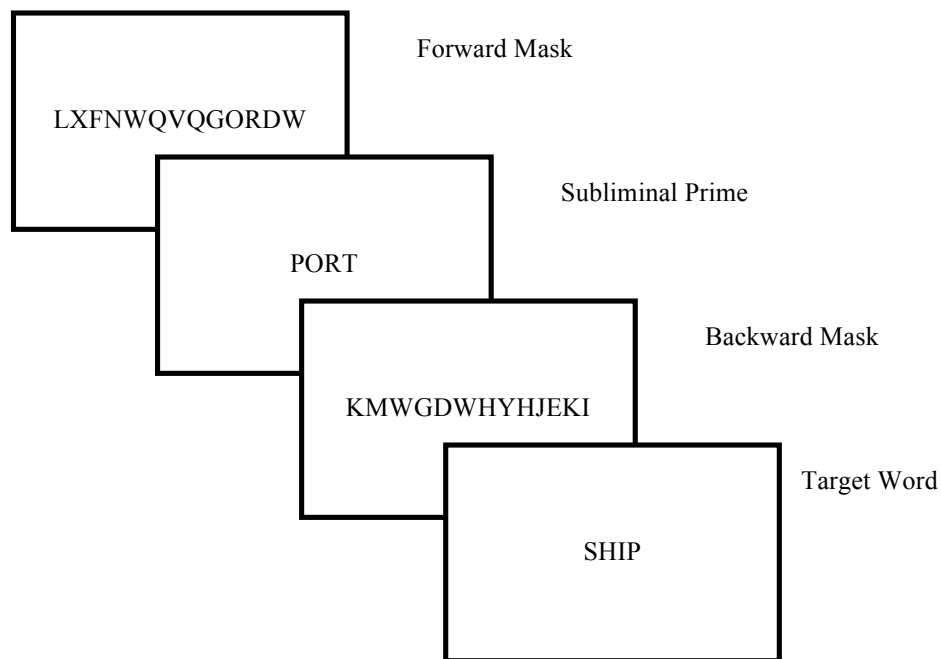 Forward Mask
LXFNWQVQGORDW
Subliminal Prime
PORT
Backward Mask
KMWGDWHYHJEKI
Target Word
SHIP